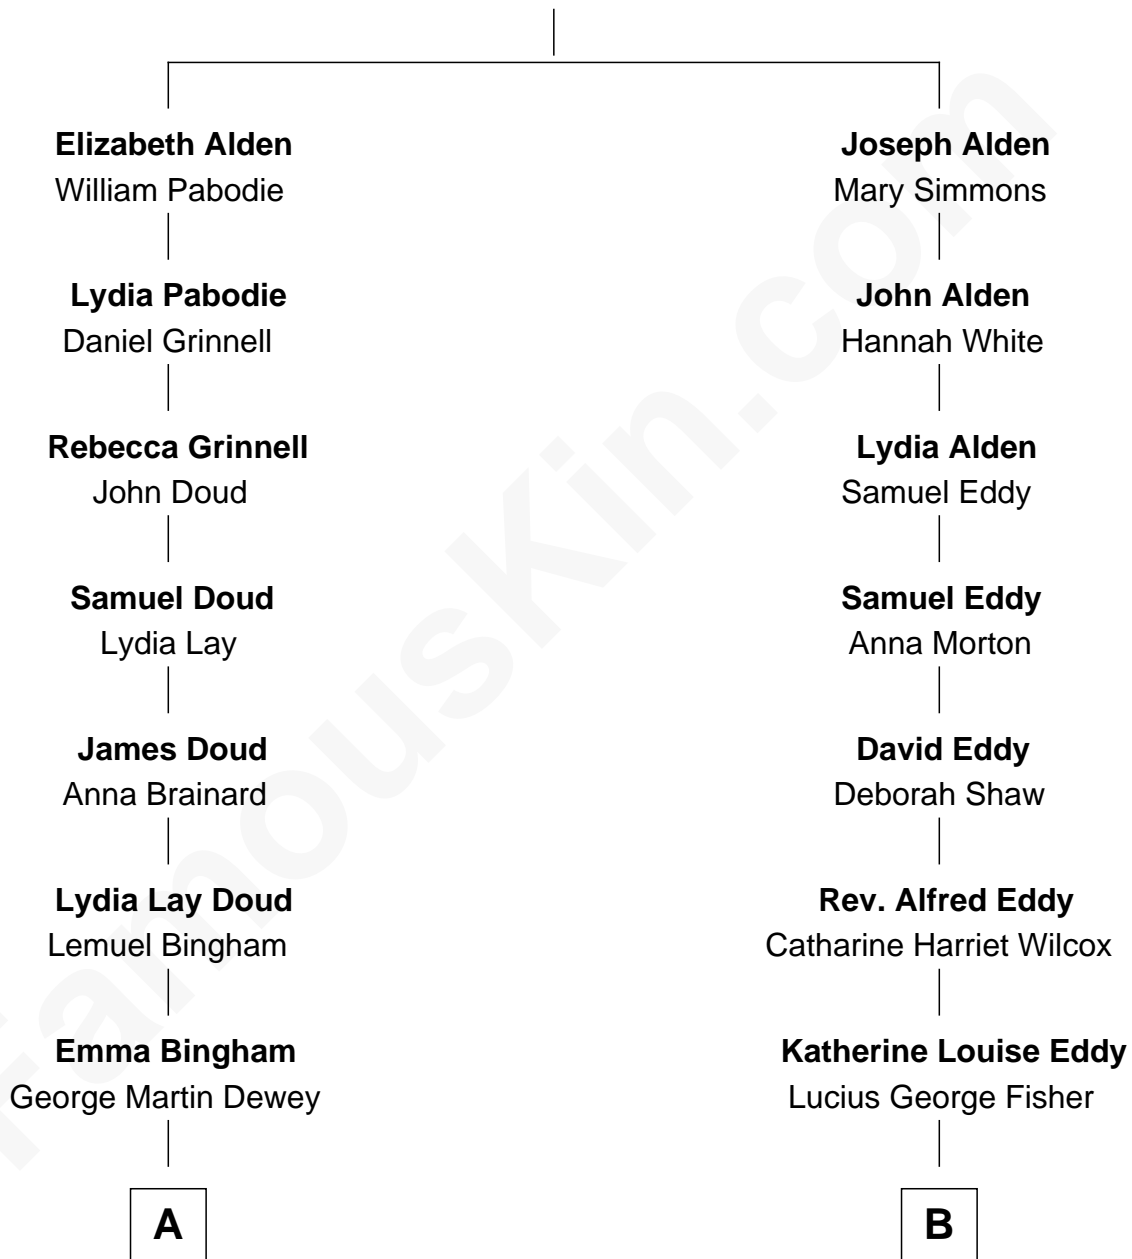 Elizabeth Alden
William Pabodie
Lydia Pabodie
Daniel Grinnell
Rebecca Grinnell
John Doud
Samuel Doud
Lydia Lay
James Doud
Anna Brainard
Lydia Lay Doud
Lemuel Bingham
Emma Bingham
George Martin Dewey
A
Joseph Alden
Mary Simmons
John Alden
Hannah White
Lydia Alden
Samuel Eddy
Samuel Eddy
Anna Morton
David Eddy
Deborah Shaw
Rev. Alfred Eddy
Catharine Harriet Wilcox
Katherine Louise Eddy
Lucius George Fisher
B
FamousKin.com